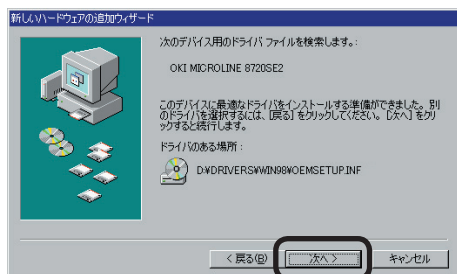 新しいハードウェアの追加ウィザード
次のデバイス用のドライバ ファイルを検索します。:
OKI MICROLINE 8720SE2
このデバイスに最適なドライバをインストールする準備ができました。別
のドライバを選択するには、[戻る] をクリックしてください。[次へ] をクリ
ックすると続行します。
ドライバのある場所:
D:¥DRIVERS¥WIN98¥OEMSETUP.INF
< 戻る(B)
次へ >
キャンセル